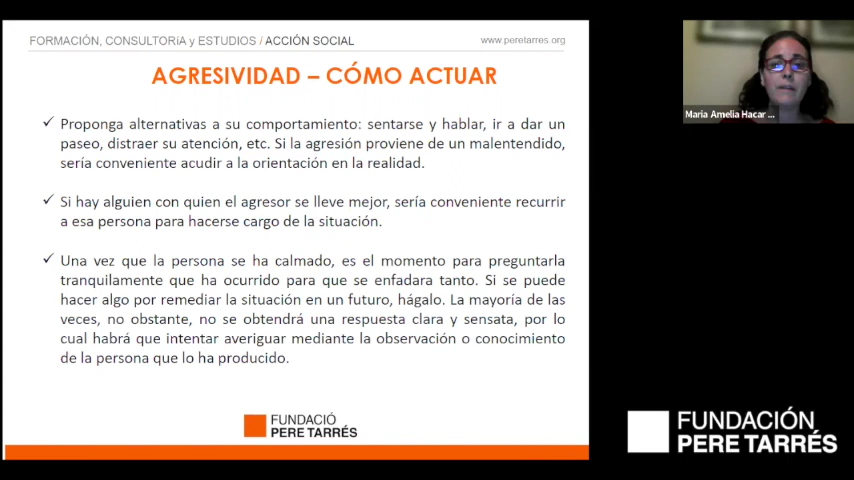 FORMACIÓN, CONSULTORíA y ESTUDIOS / ACCIÓN SOCIAL
www.peretarres.org
AGRESIVIDAD – CÓMO ACTUAR
✓ Proponga alternativas a su comportamiento: sentarse y hablar, ir a dar un
paseo, distraer su atención, etc. Si la agresión proviene de un malentendido,
sería conveniente acudir a la orientación en la realidad.
✓ Si hay alguien con quien el agresor se lleve mejor, sería conveniente recurrir
a esa persona para hacerse cargo de la situación.
✓ Una vez que la persona se ha calmado, es el momento para preguntarla
tranquilamente que ha ocurrido para que se enfadara tanto. Si se puede
hacer algo por remediar la situación en un futuro, hágalo. La mayoría de las
veces, no obstante, no se obtendrá una respuesta clara y sensata, por lo
cual habrá que intentar averiguar mediante la observación o conocimiento
de la persona que lo ha producido.
FUNDACIÓ
PERE TARRÉS
Maria Amelia Hacar ...
FUNDACIÓN
PERE TARRÉS